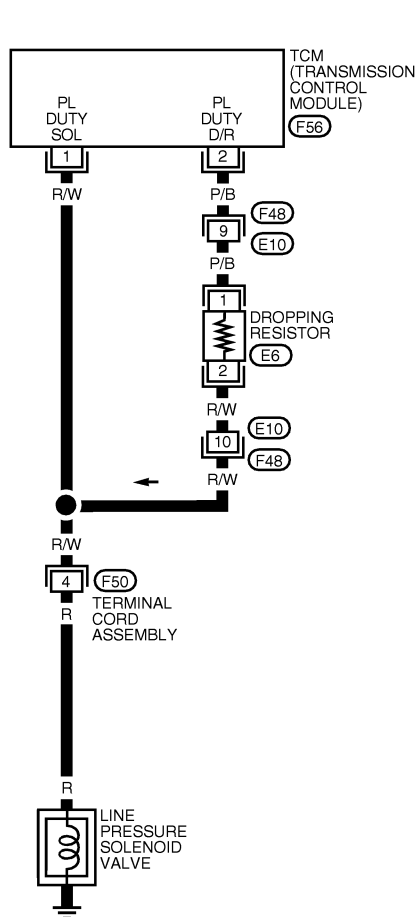 TCM
(TRANSMISSION
CONTROL
MODULE)
F56
PL
DUTY
SOL
PL
DUTY
D/R
1
2
R/W
P/B
F48
9
E10
P/B
1
DROPPING
RESISTOR
E6
2
R/W
E10
10
F48
R/W
R/W
4
F50
R
TERMINAL
CORD
ASSEMBLY
R
LINE
PRESSURE
SOLENOID
VALVE